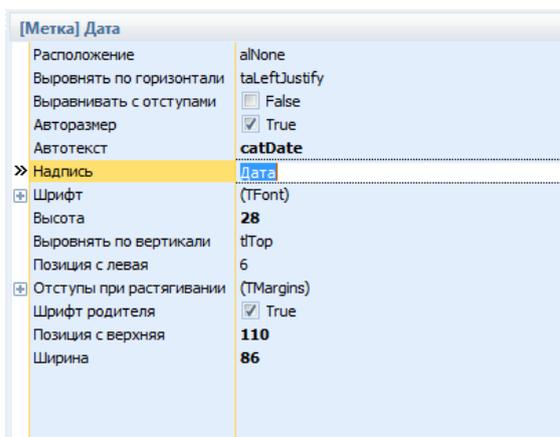 [Метка] Дата
Расположение alNone
Выровнять по горизонтали taLeftJustify
Выравнивать с отступами False
Авторазмер True
Автотекст catDate
Надпись Дата
Шрифт (TFont)
Высота 28
Выровнять по вертикали tlTop
Позиция с левая 6
Отступы при растягивании (TMargins)
Шрифт родителя True
Позиция с верхняя 110
Ширина 86